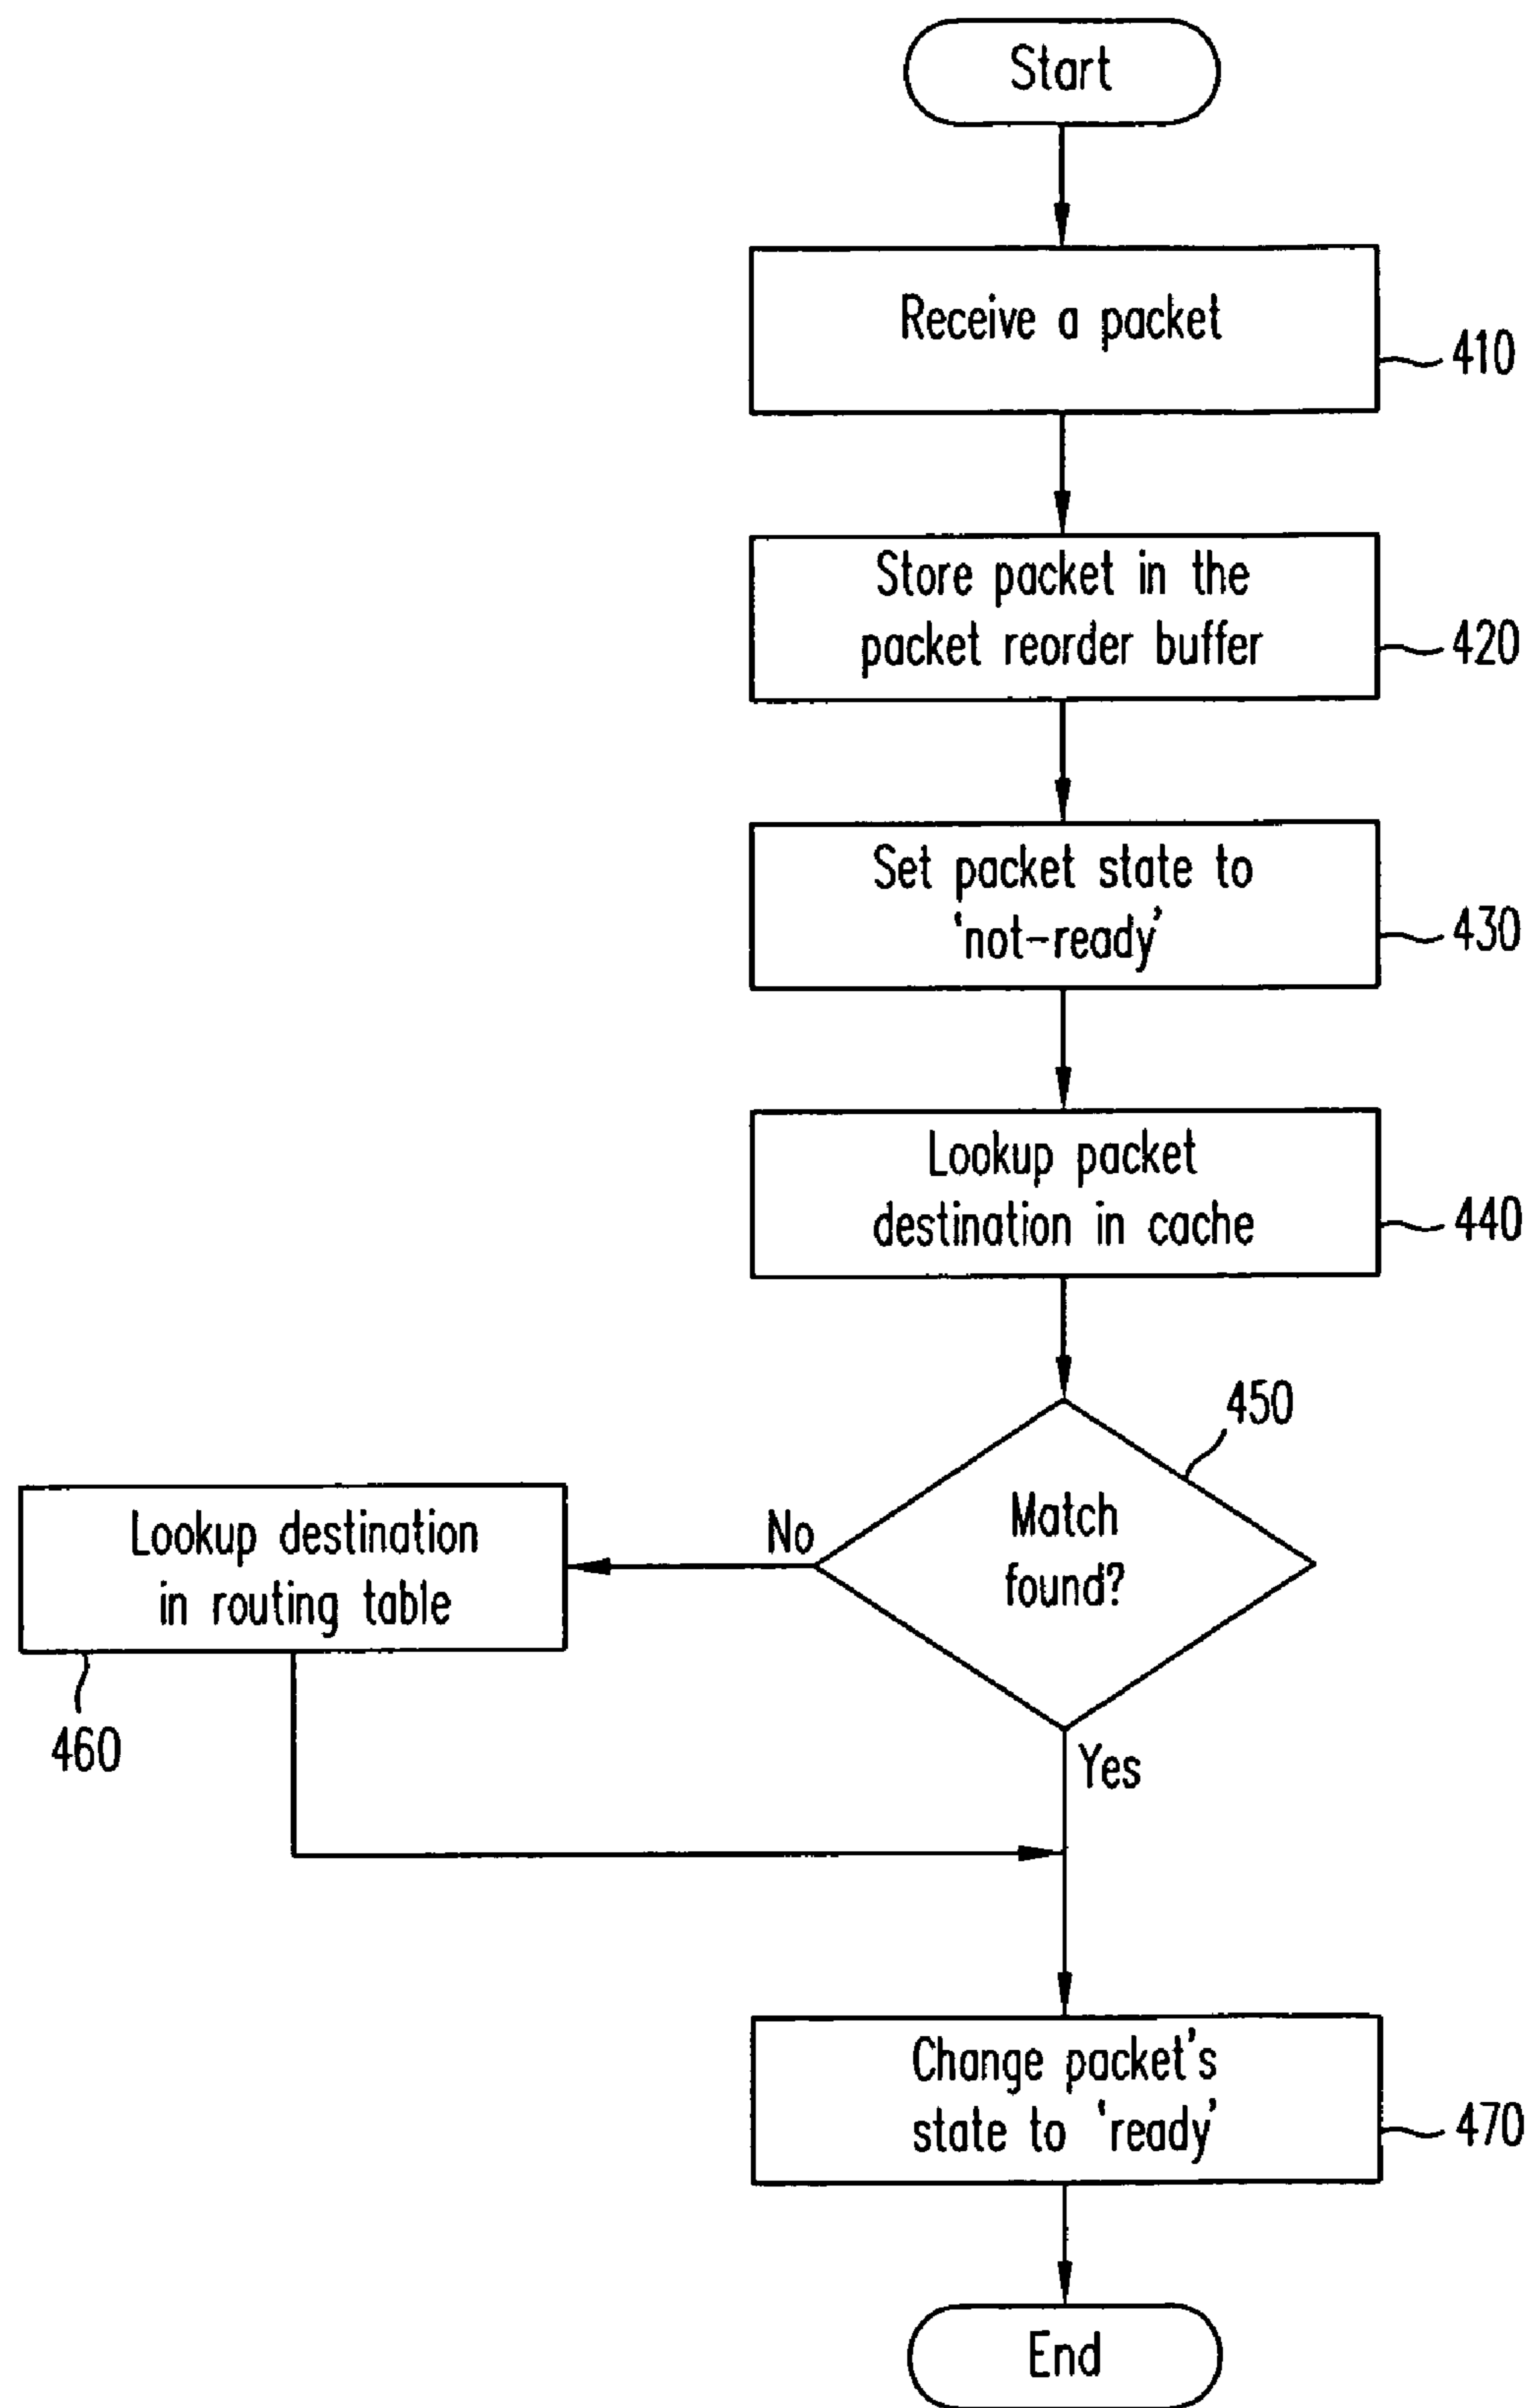 Start
Receive a packet
410
Store packet in the
packet reorder buffer
420
Set packet state to
'not-ready'
430
Lookup packet
destination in cache
440
450
Match
found?
No
Lookup destination
in routing table
460
Yes
Change packet's
state to 'ready'
470
End